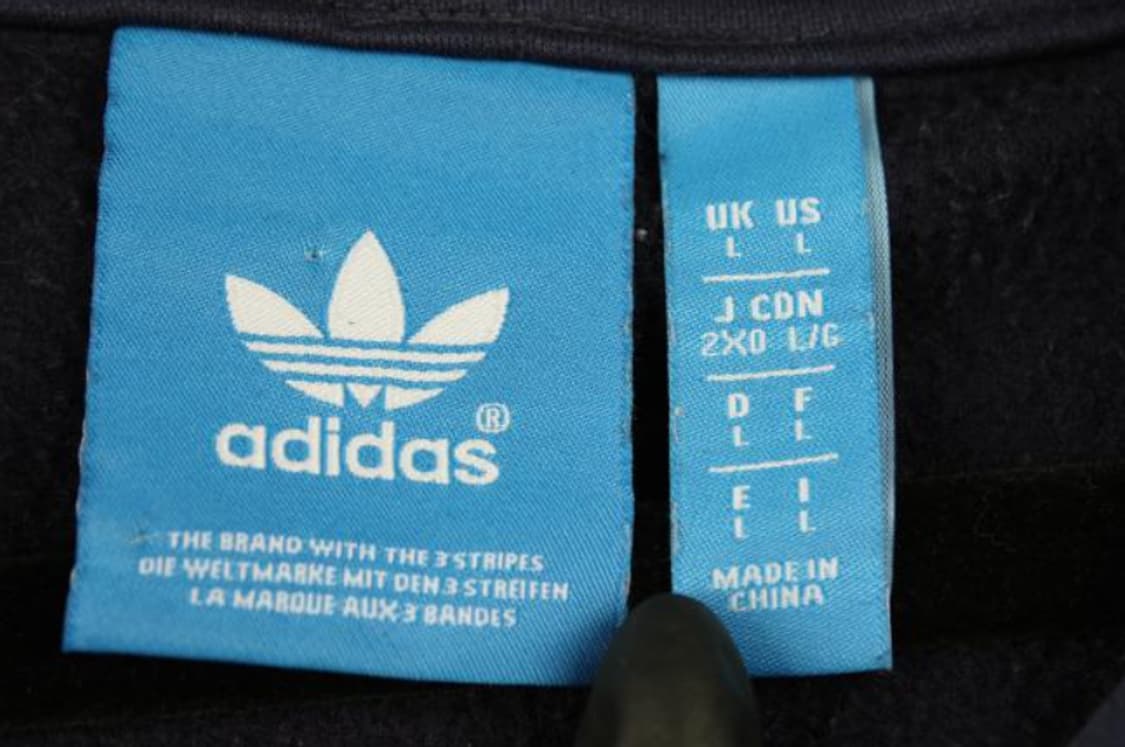 adidas®
THE BRAND WITH THE 3 STRIPES
DIE WELTMARKE MIT DEN 3 STREIFEN
LA MARQUE AUX 3 BANDES
UK US
L L
J CDN
2XO L/G
D F
L L
E I
L L
MADE IN
CHINA